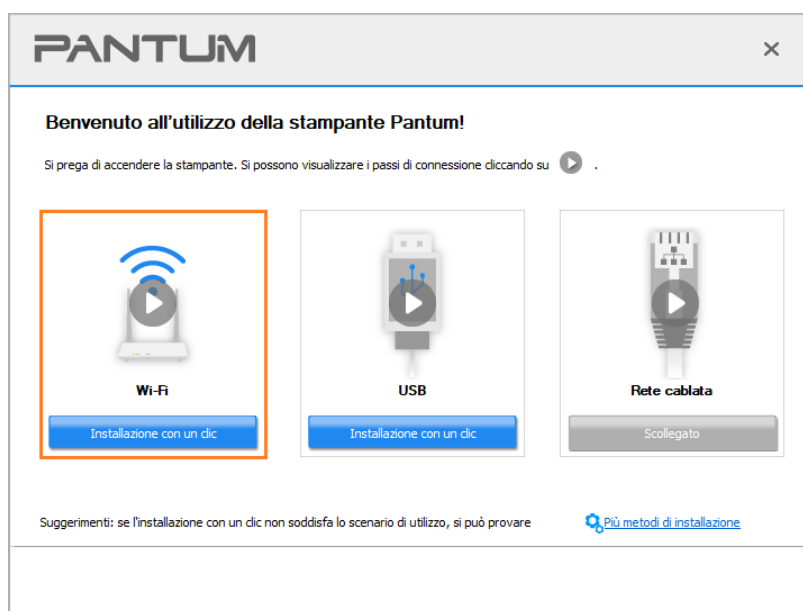 PANTUM
Benvenuto all'utilizzo della stampante Pantum!
Si prega di accendere la stampante. Si possono visualizzare i passi di connessione cliccando su .
Wi-Fi
USB
Rete cablata
Installazione con un clic
Installazione con un clic
Scollegato
Suggerimenti: se l'installazione con un clic non soddisfa lo scenario di utilizzo, si può provare
Più metodi di installazione